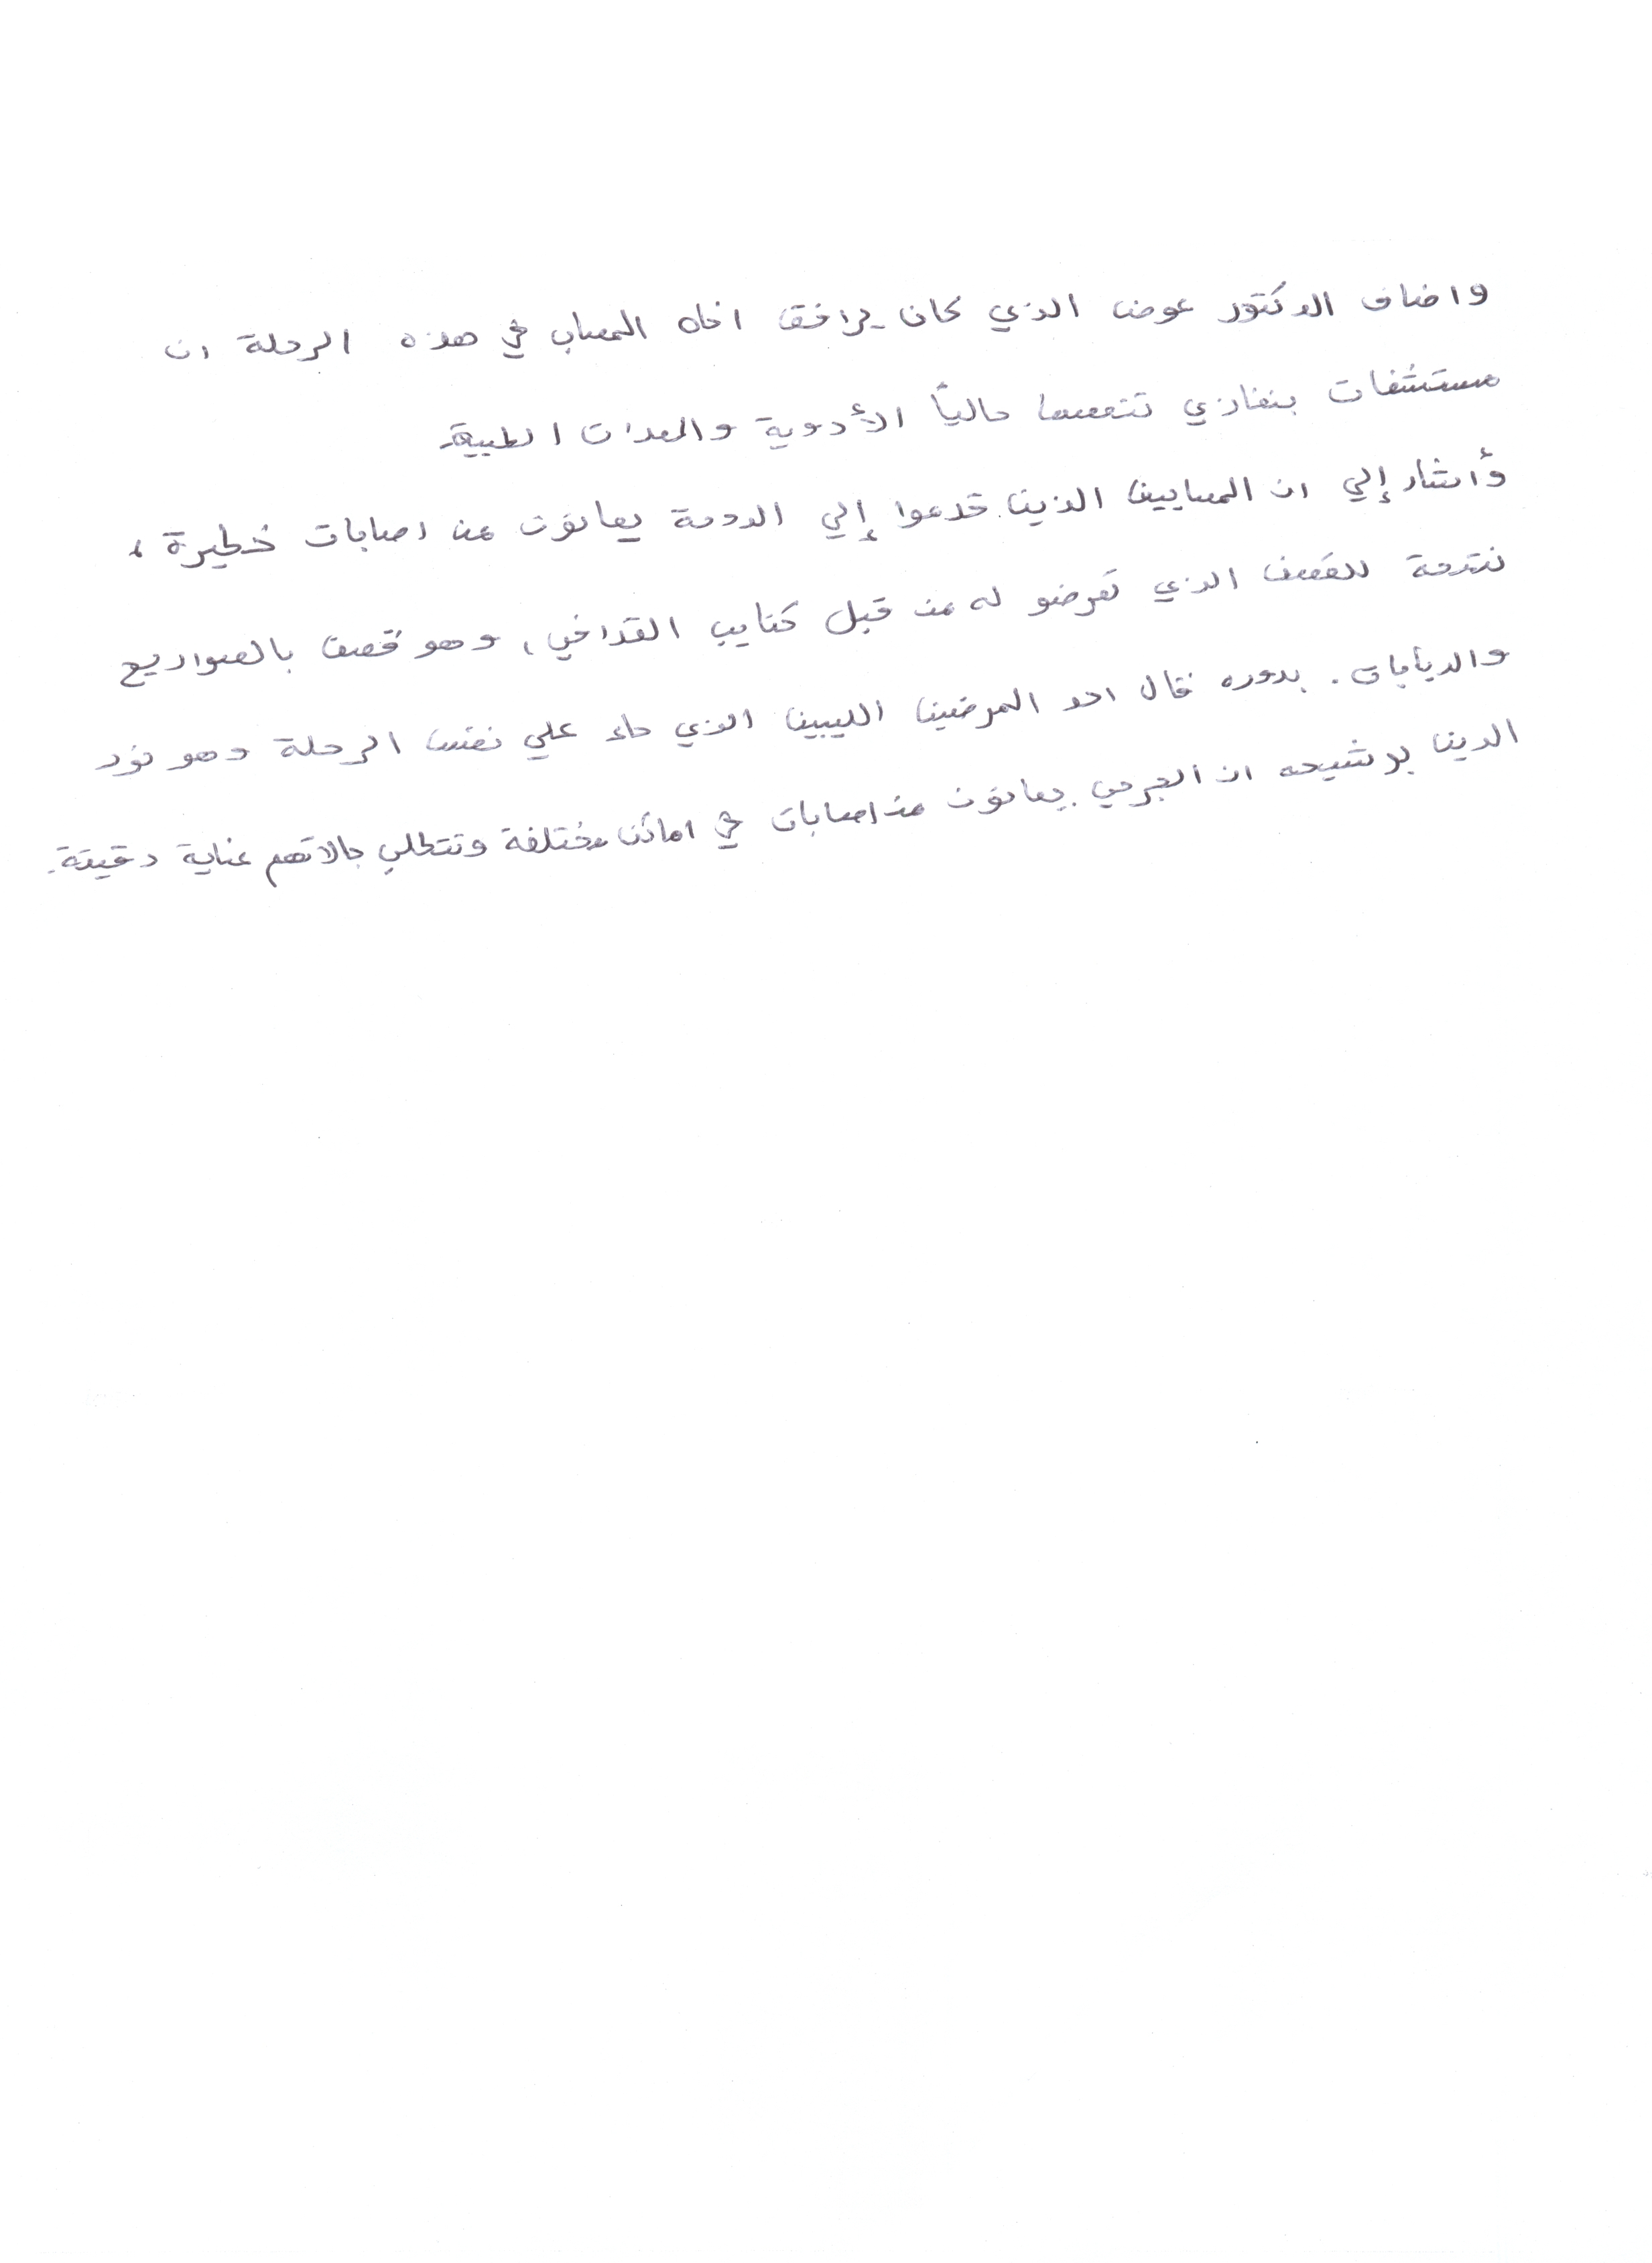 واضاف الدكتور عوض الذي كان يرافق اخاه المصاب في هذه الرحلة ان
مستشفات بنغازي تنقصها حالياً الأدوية والمعدات الطبية.
وأشار إلي ان المصابين الذين قدموا إلي الدوحة يعانون من اصابات خطيرة ،
نتيجة للقصف الذي تعرضو له من قبل كتايب القذافي ، وهو قصف بالصواريع
والدبابات . بدوره قال احد الممرضين الليبين الذي جاء علي نفس الرحلة وهو نور
الدين بوشيحه ان الجرحي يعانون من اصابات في اماكن مختلفة وتتطلب حالاتهم عناية دقيقة.